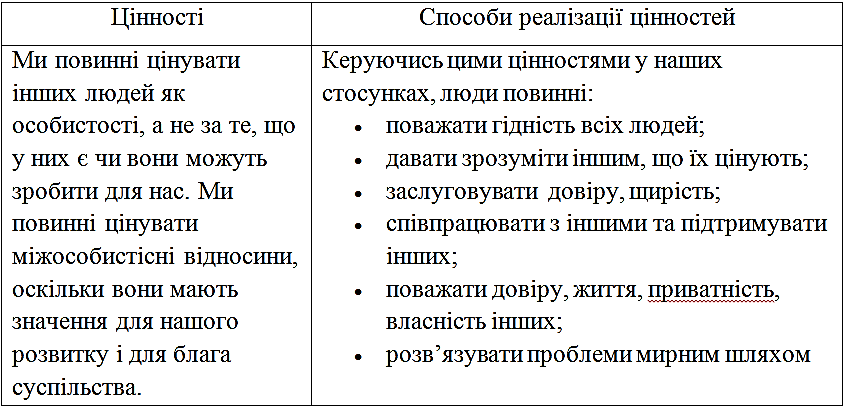 Цінності
Способи реалізації цінностей
Ми повинні цінувати
інших людей як
особистості, а не за те, що
у них є чи вони можуть
зробити для нас. Ми
повинні цінувати
міжособистісні відносини,
оскільки вони мають
значення для нашого
розвитку і для блага
суспільства.
Керуючись цими цінностями у наших
стосунках, люди повинні:
• поважати гідність всіх людей;
• давати зрозуміти іншим, що їх цінують;
• заслуговувати  довіру, щирість;
• співпрацювати з іншими та підтримувати
інших;
• поважати довіру, життя, приватність,
власність інших;
• розв’язувати проблеми мирним шляхом